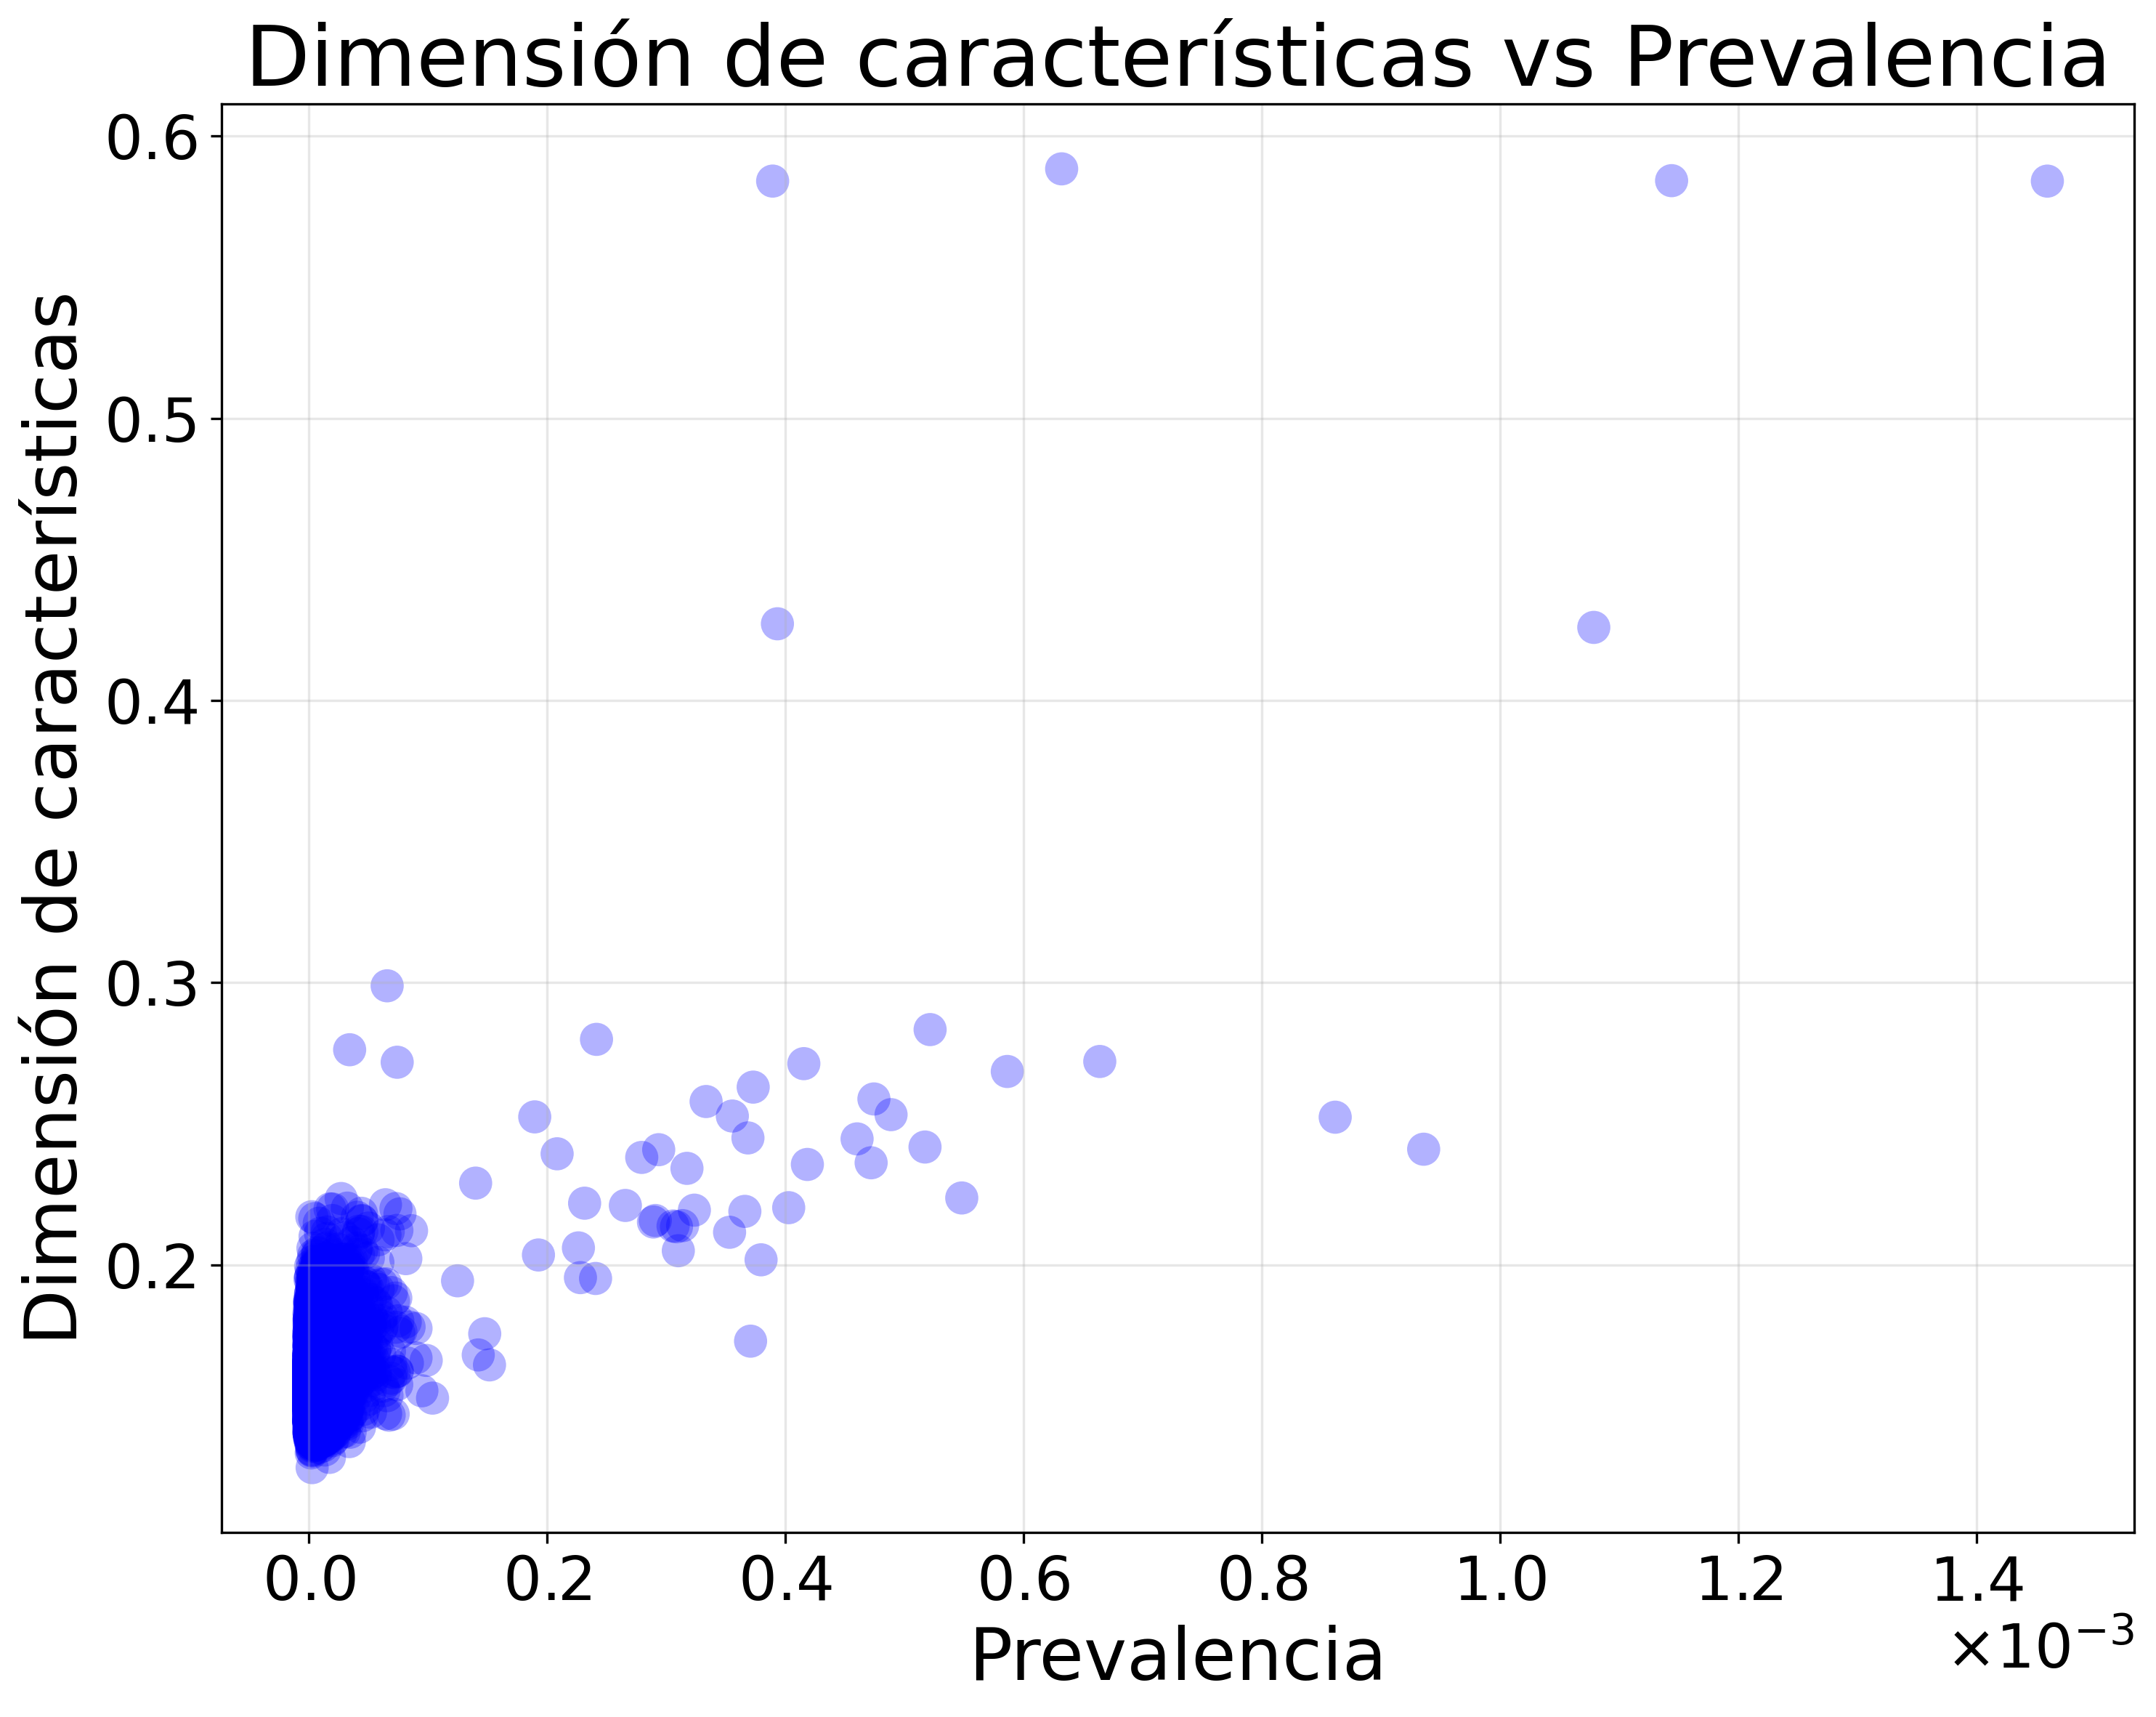 Dimensión de características vs Prevalencia
Dimensión de características
0.6
0.5
0.4
0.3
0.2
0.0 0.2 0.4 0.6 0.8 1.0 1.2 1.4
×10⁻³
Prevalencia